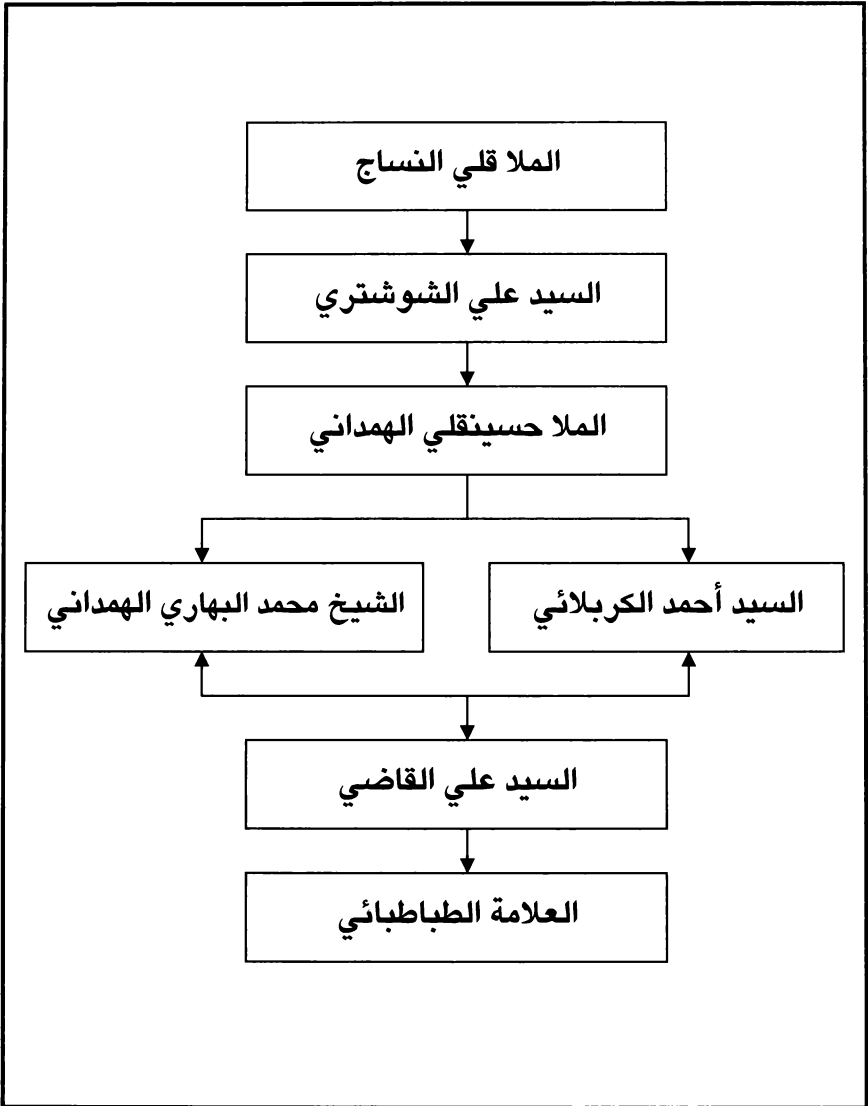 الملا قلي النساج
السيد علي الشوشتري
الملا حسينقلي الهمداني
السيد أحمد الكربلائي
الشيخ محمد البهاري الهمداني
السيد علي القاضي
العلامة الطباطبائي